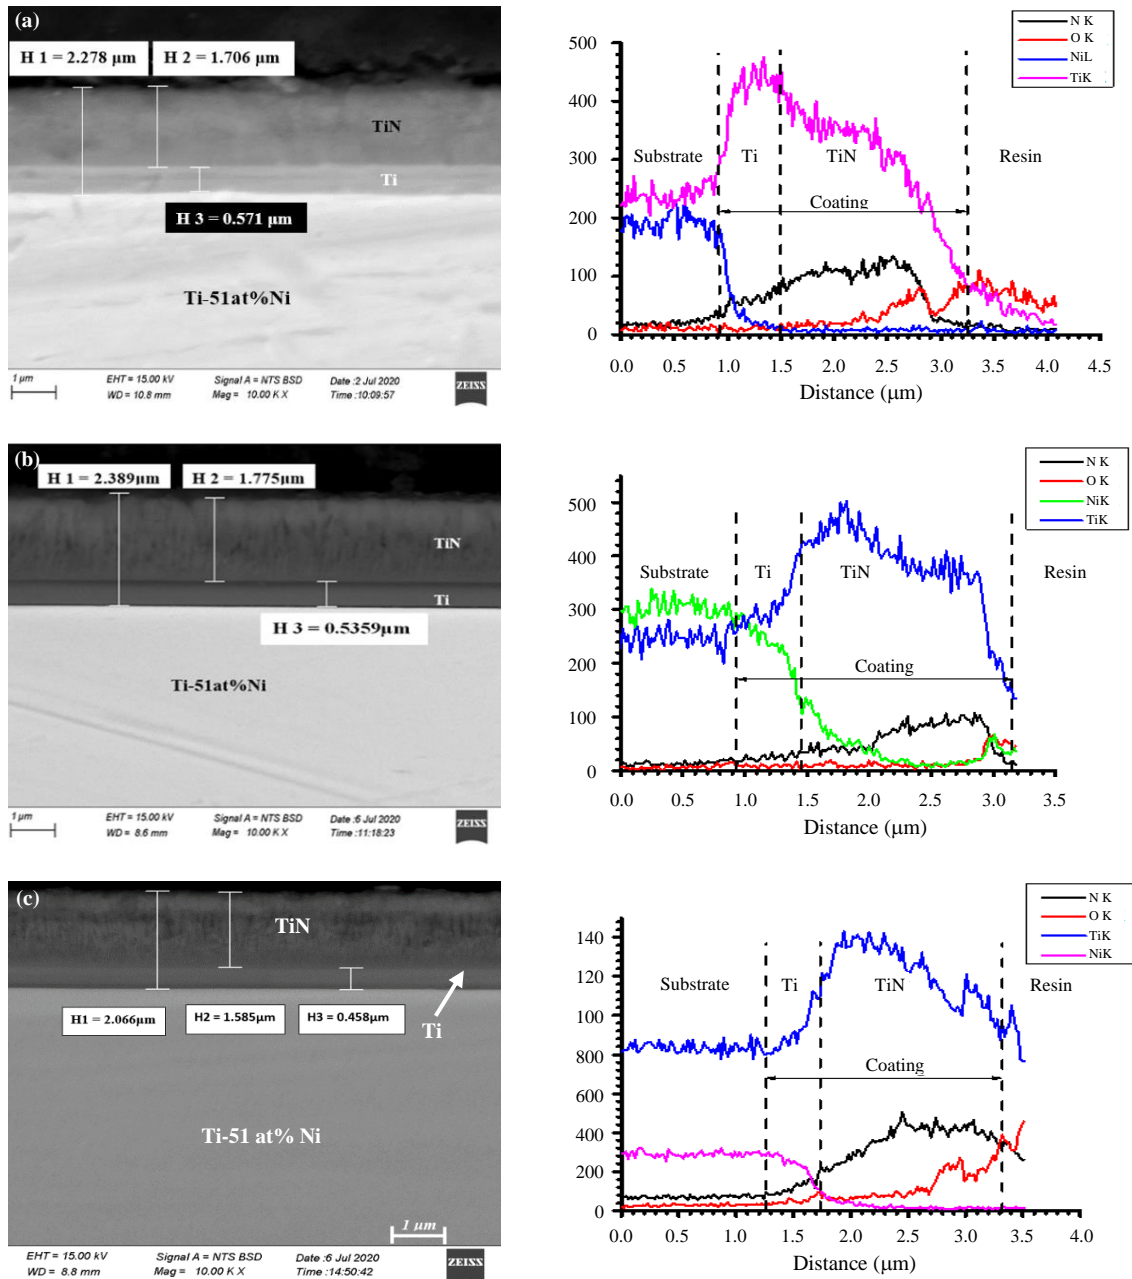 (a)
H 1 = 2.278 µm
H 2 = 1.706 µm
TiN
Ti
H 3 = 0.571 µm
Ti-51at%Ni
1 µm
EHT = 15.00 kV
WD = 10.8 mm
Signal A = NTS BSD
Mag = 10.00 K X
Date :2 Jul 2020
Time :10:09:57
ZEISS
N K
O K
NiL
TiK
500
400
300
200
100
0
Substrate
Ti
TiN
Resin
Coating
0.0 0.5 1.0 1.5 2.0 2.5 3.0 3.5 4.0 4.5
Distance (µm)
(b)
H 1 = 2.389µm
H 2 = 1.775µm
TiN
Ti
H 3 = 0.5359µm
Ti-51at%Ni
1 µm
EHT = 15.00 kV
WD = 8.6 mm
Signal A = NTS BSD
Mag = 10.00 K X
Date :6 Jul 2020
Time :11:18:23
ZEISS
N K
O K
NiK
TiK
500
400
300
200
100
0
Substrate
Ti
TiN
Resin
Coating
0.0 0.5 1.0 1.5 2.0 2.5 3.0 3.5
Distance (µm)
(c)
TiN
H1 = 2.066µm
H2 = 1.585µm
H3 = 0.458µm
Ti
Ti-51 at% Ni
1 µm
EHT = 15.00 kV
WD = 8.8 mm
Signal A = NTS BSD
Mag = 10.00 K X
Date :6 Jul 2020
Time :14:50:42
ZEISS
N K
O K
TiK
NiK
140
120
100
800
600
400
200
0
Substrate
Ti
TiN
Resin
Coating
0.0 0.5 1.0 1.5 2.0 2.5 3.0 3.5 4.0
Distance (µm)